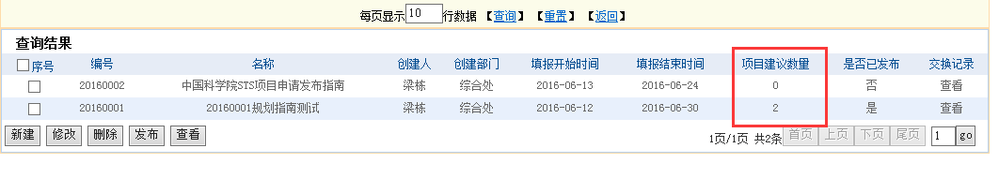 每页显示 10 行数据 【查询】 【重置】 【返回】
查询结果
序号 编号 名称 创建人 创建部门 填报开始时间 填报结束时间 项目建议数量 是否已发布 交换记录
20160002 中国科学院STS项目申请发布指南 梁栋 综合处 2016-06-13 2016-06-24 0 否 查看
20160001 20160001规划指南测试 梁栋 综合处 2016-06-12 2016-06-30 2 是 查看
新建 修改 删除 发布 查看 1页/1页 共2条 首页 上页 下页 尾页 1 go